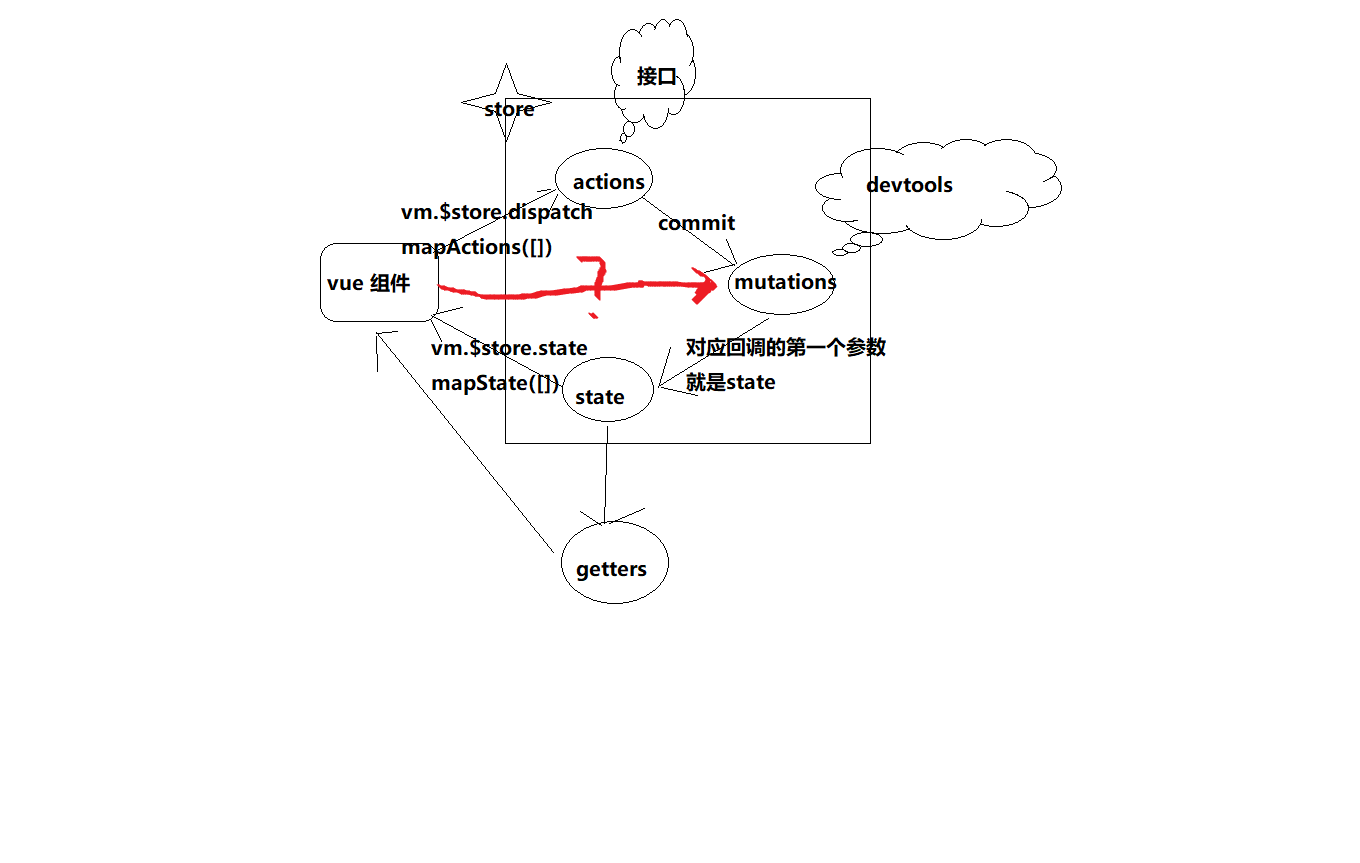 接口
store
actions
devtools
vm.$store.dispatch
commit
mapActions([])
vue 组件
?
mutations
vm.$store.state
对应回调的第一个参数
mapState([])
就是state
state
getters